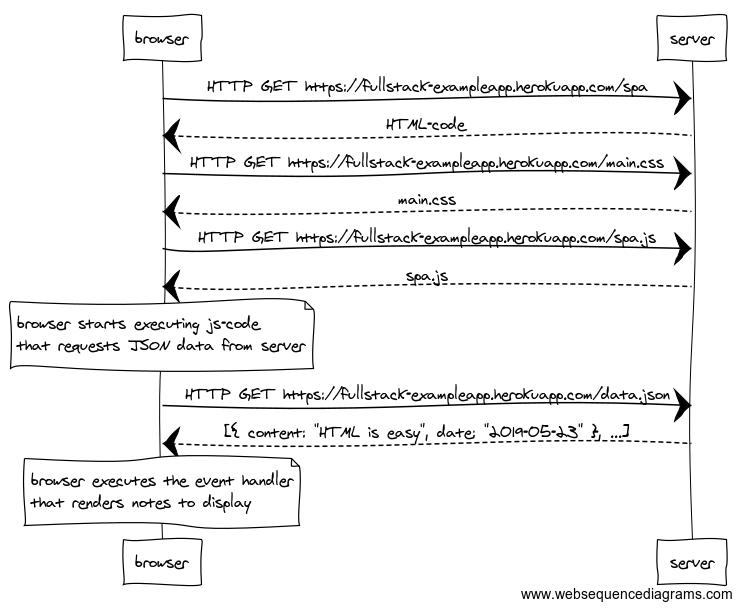 browser server
HTTP GET https://fullstack-exampleapp.herokuapp.com/spa
HTML-code
HTTP GET https://fullstack-exampleapp.herokuapp.com/main.css
main.css
HTTP GET https://fullstack-exampleapp.herokuapp.com/spa.js
spa.js
browser starts executing js-code
that requests JSON data from server
HTTP GET https://fullstack-exampleapp.herokuapp.com/data.json
[{ content: "HTML is easy", date: "2019-05-23" }, ...]
browser executes the event handler
that renders notes to display
browser server
www.websequencediagrams.com